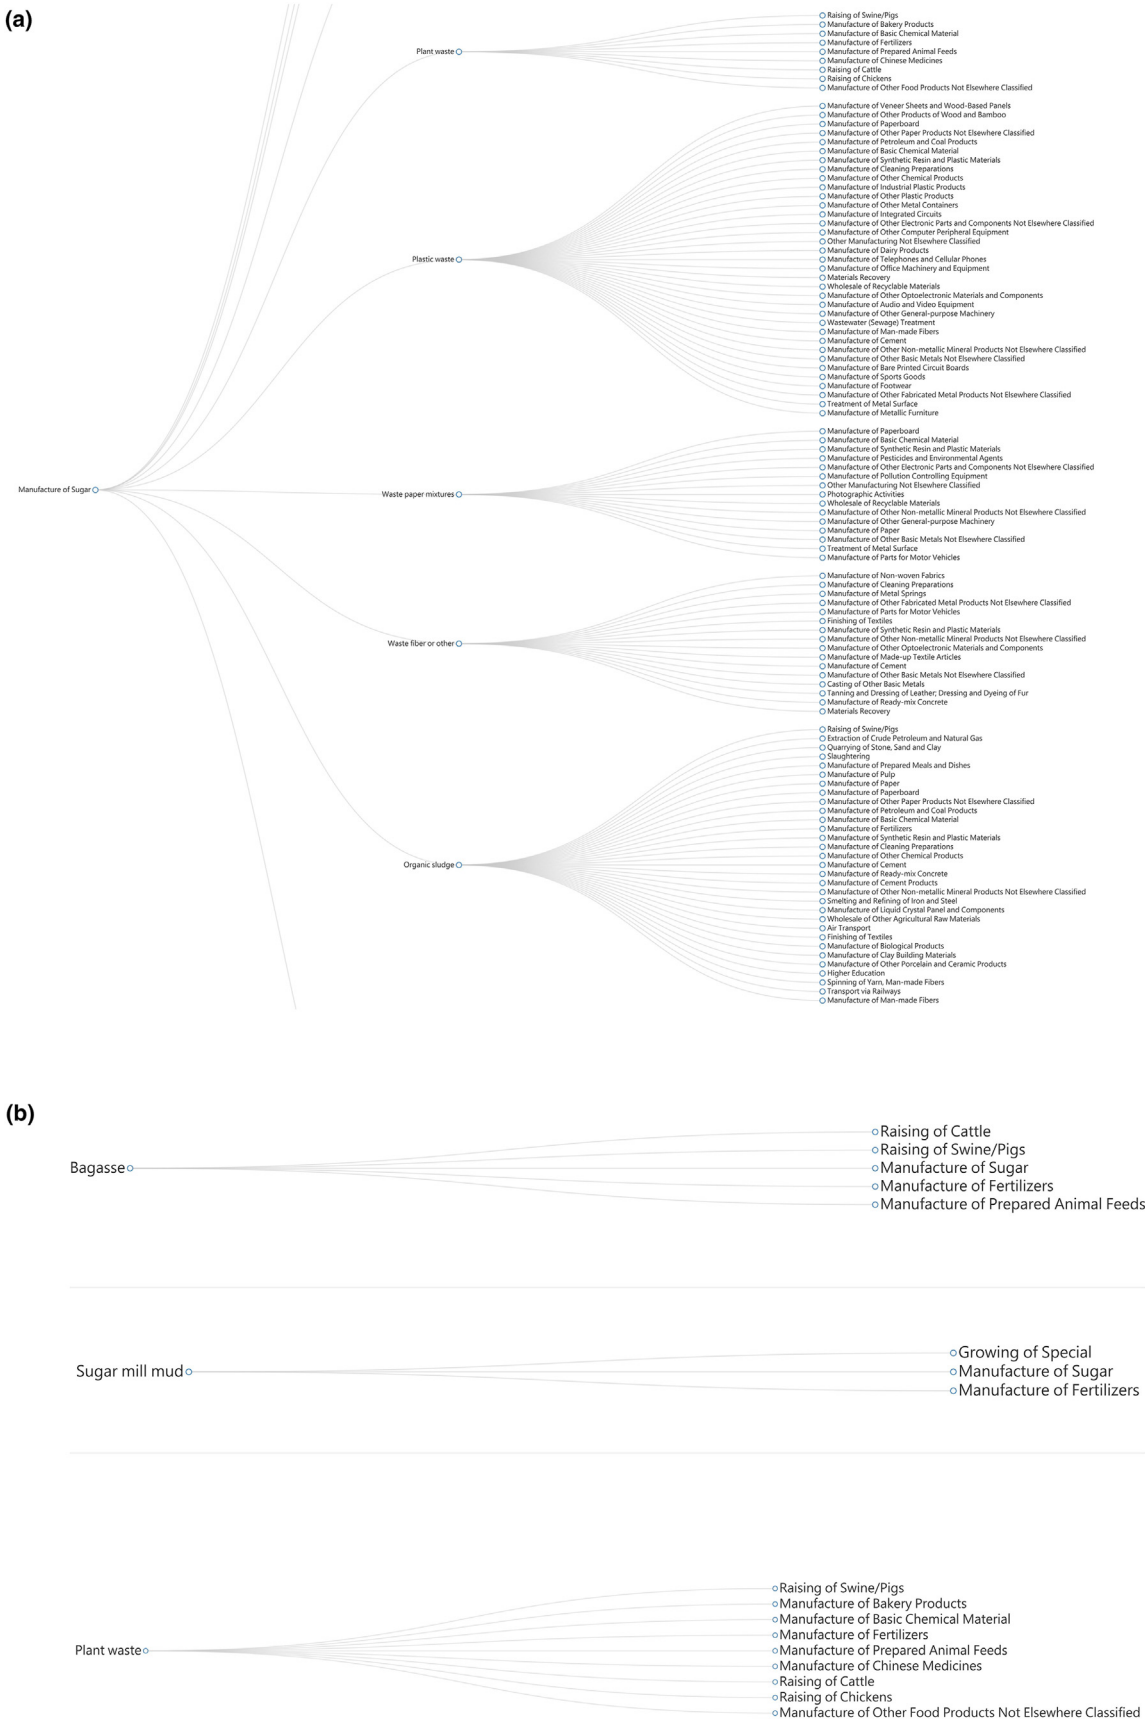 (a)
Plant waste
Raising of Swine/Pigs
Manufacture of Bakery Products
Manufacture of Basic Chemical Material
Manufacture of Fertilizers
Manufacture of Prepared Animal Feeds
Manufacture of Chinese Medicines
Raising of Cattle
Raising of Chickens
Manufacture of Other Food Products Not Elsewhere Classified
Plastic waste
Manufacture of Veneer Sheets and Wood-Based Panels
Manufacture of Other Products of Wood and Bamboo
Manufacture of Paperboard
Manufacture of Other Paper Products Not Elsewhere Classified
Manufacture of Petroleum and Coal Products
Manufacture of Basic Chemical Material
Manufacture of Synthetic Resin and Plastic Materials
Manufacture of Cleaning Preparations
Manufacture of Other Chemical Products
Manufacture of Industrial Plastic Products
Manufacture of Other Plastic Products
Manufacture of Other Metal Containers
Manufacture of Integrated Circuits
Manufacture of Other Electronic Parts and Components Not Elsewhere Classified
Manufacture of Other Computer Peripheral Equipment
Other Manufacturing Not Elsewhere Classified
Manufacture of Dairy Products
Manufacture of Telephones and Cellular Phones
Manufacture of Office Machinery and Equipment
Materials Recovery
Wholesale of Recyclable Materials
Manufacture of Other Optoelectronic Materials and Components
Manufacture of Audio and Video Equipment
Manufacture of Other General-purpose Machinery
Wastewater (Sewage) Treatment
Manufacture of Man-made Fibers
Manufacture of Cement
Manufacture of Other Non-metallic Mineral Products Not Elsewhere Classified
Manufacture of Other Basic Metals Not Elsewhere Classified
Manufacture of Bare Printed Circuit Boards
Manufacture of Sports Goods
Manufacture of Footwear
Manufacture of Other Fabricated Metal Products Not Elsewhere Classified
Treatment of Metal Surface
Manufacture of Metallic Furniture
Manufacture of Sugar
Waste paper mixtures
Manufacture of Paperboard
Manufacture of Basic Chemical Material
Manufacture of Synthetic Resin and Plastic Materials
Manufacture of Pesticides and Environmental Agents
Manufacture of Other Electronic Parts and Components Not Elsewhere Classified
Manufacture of Pollution Controlling Equipment
Other Manufacturing Not Elsewhere Classified
Photographic Activities
Wholesale of Recyclable Materials
Manufacture of Other Non-metallic Mineral Products Not Elsewhere Classified
Manufacture of Other General-purpose Machinery
Manufacture of Paper
Manufacture of Other Basic Metals Not Elsewhere Classified
Treatment of Metal Surface
Manufacture of Parts for Motor Vehicles
Waste fiber or other
Manufacture of Non-woven Fabrics
Manufacture of Cleaning Preparations
Manufacture of Metal Springs
Manufacture of Other Fabricated Metal Products Not Elsewhere Classified
Manufacture of Parts for Motor Vehicles
Finishing of Textiles
Manufacture of Synthetic Resin and Plastic Materials
Manufacture of Other Non-metallic Mineral Products Not Elsewhere Classified
Manufacture of Other Optoelectronic Materials and Components
Manufacture of Made-up Textile Articles
Manufacture of Cement
Manufacture of Other Basic Metals Not Elsewhere Classified
Casting of Other Basic Metals
Tanning and Dressing of Leather; Dressing and Dyeing of Fur
Manufacture of Ready-mix Concrete
Materials Recovery
Organic sludge
Raising of Swine/Pigs
Extraction of Crude Petroleum and Natural Gas
Quarrying of Stone, Sand and Clay
Slaughtering
Manufacture of Prepared Meals and Dishes
Manufacture of Pulp
Manufacture of Paper
Manufacture of Paperboard
Manufacture of Other Paper Products Not Elsewhere Classified
Manufacture of Petroleum and Coal Products
Manufacture of Basic Chemical Material
Manufacture of Fertilizers
Manufacture of Synthetic Resin and Plastic Materials
Manufacture of Cleaning Preparations
Manufacture of Other Chemical Products
Manufacture of Cement
Manufacture of Ready-mix Concrete
Manufacture of Cement Products
Manufacture of Other Non-metallic Mineral Products Not Elsewhere Classified
Smelting and Refining of Iron and Steel
Manufacture of Liquid Crystal Panel and Components
Wholesale of Other Agricultural Raw Materials
Air Transport
Finishing of Textiles
Manufacture of Biological Products
Manufacture of Clay Building Materials
Manufacture of Other Porcelain and Ceramic Products
Higher Education
Spinning of Yarn, Man-made Fibers
Transport via Railways
Manufacture of Man-made Fibers
(b)
Bagasse
Raising of Cattle
Raising of Swine/Pigs
Manufacture of Sugar
Manufacture of Fertilizers
Manufacture of Prepared Animal Feeds
Sugar mill mud
Growing of Special
Manufacture of Sugar
Manufacture of Fertilizers
Plant waste
Raising of Swine/Pigs
Manufacture of Bakery Products
Manufacture of Basic Chemical Material
Manufacture of Fertilizers
Manufacture of Prepared Animal Feeds
Manufacture of Chinese Medicines
Raising of Cattle
Raising of Chickens
Manufacture of Other Food Products Not Elsewhere Classified